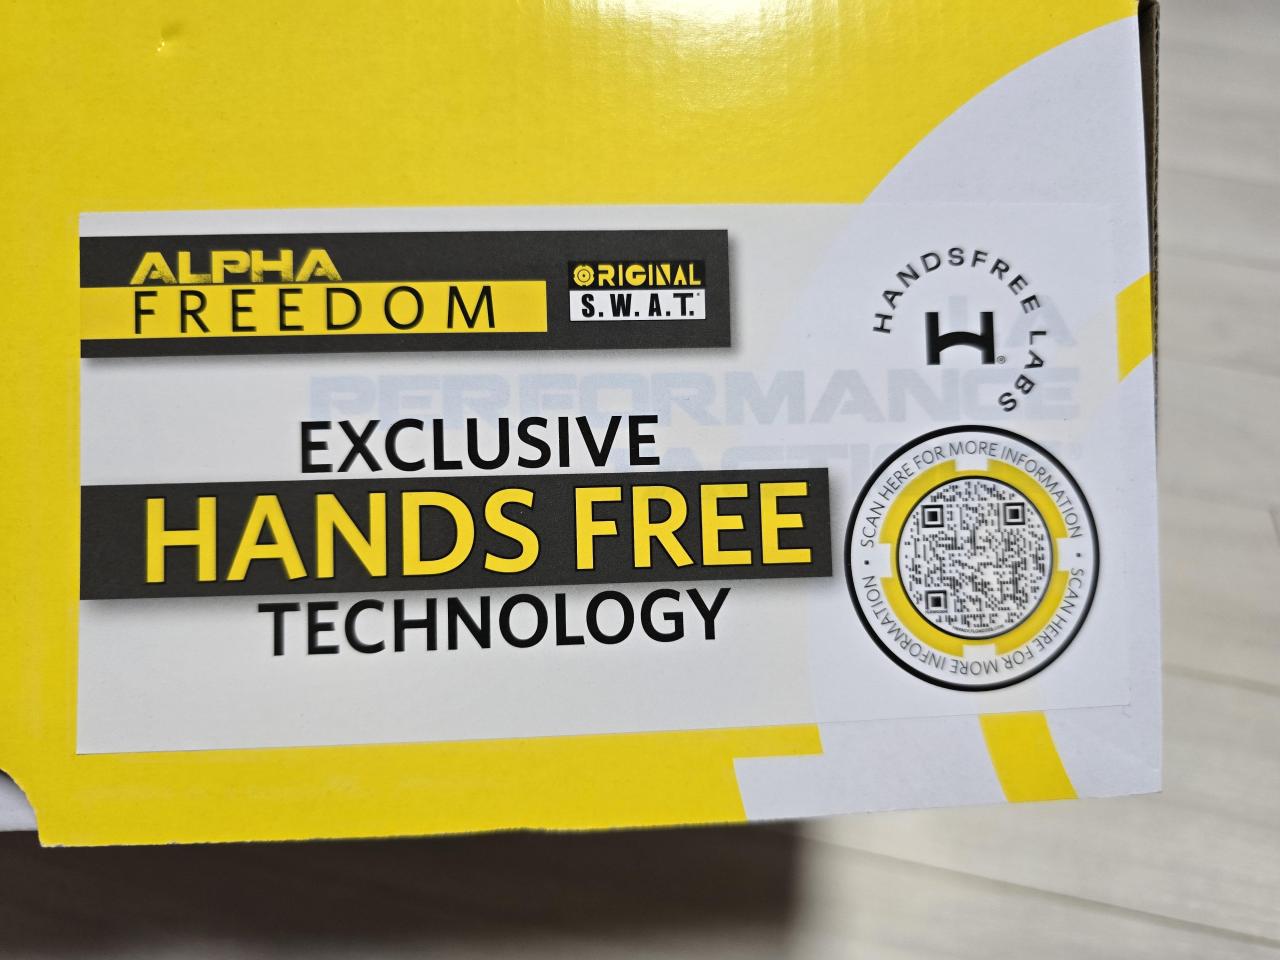 ALPHA
FREEDOM
ORIGINAL
S.W.A.T.®
HANDSFREE LABS
H®
PERFORMANCE
EXCLUSIVE
HANDS FREE
TECHNOLOGY
SCAN HERE FOR MORE INFORMATION • SCAN HERE FOR MORE INFORMATION •